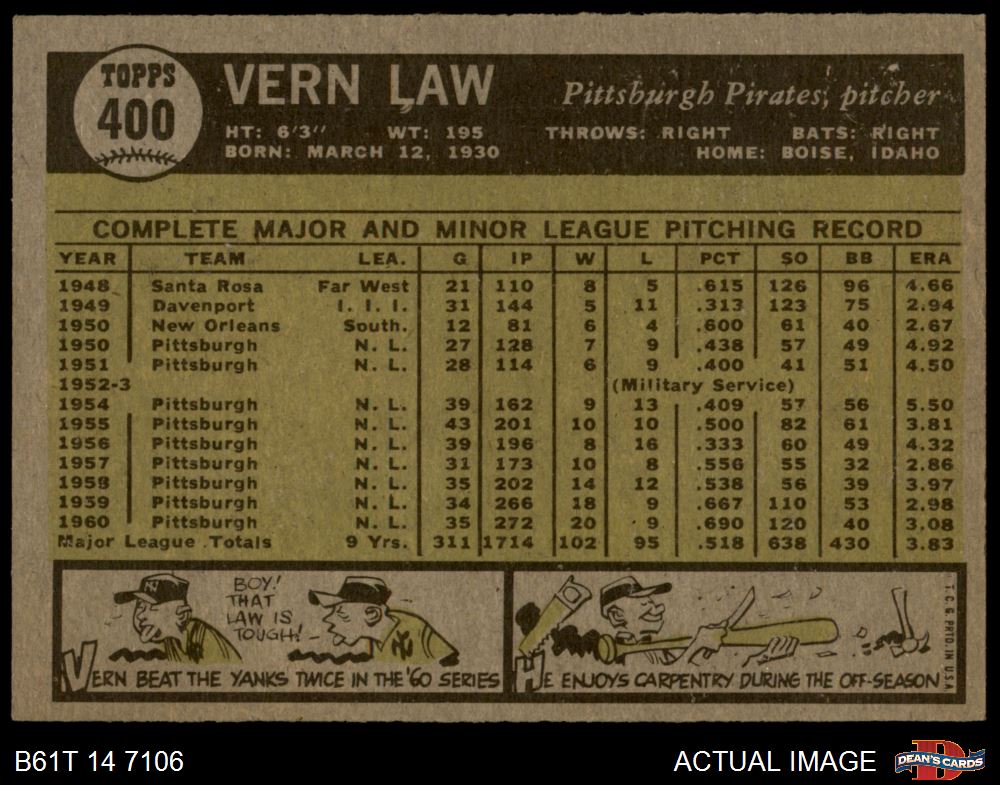 TOPPS
400
VERN LAW
Pittsburgh Pirates, pitcher
HT: 6'3" WT: 195 THROWS: RIGHT BATS: RIGHT
BORN: MARCH 12, 1930 HOME: BOISE, IDAHO
COMPLETE MAJOR AND MINOR LEAGUE PITCHING RECORD
YEAR TEAM LEA. G IP W L PCT SO BB ERA
1948 Santa Rosa Far West 21 110 8 5 .615 126 96 4.66
1949 Davenport I. I. I. 31 144 5 11 .313 123 75 2.94
1950 New Orleans South. 12 81 6 4 .600 61 40 2.67
1950 Pittsburgh N. L. 27 128 7 9 .438 57 49 4.92
1951 Pittsburgh N. L. 28 114 6 9 .400 41 51 4.50
1952-3 (Military Service)
1954 Pittsburgh N. L. 39 162 9 13 .409 57 56 5.50
1955 Pittsburgh N. L. 43 201 10 10 .500 82 61 3.81
1956 Pittsburgh N. L. 39 196 8 16 .333 60 49 4.32
1957 Pittsburgh N. L. 31 173 10 8 .556 55 32 2.86
1958 Pittsburgh N. L. 35 202 14 12 .538 56 39 3.97
1959 Pittsburgh N. L. 34 266 18 9 .667 110 53 2.98
1960 Pittsburgh N. L. 35 272 20 9 .690 120 40 3.08
Major League Totals 9 Yrs. 311 1714 102 95 .518 638 430 3.83
BOY!
THAT
LAW IS
TOUGH!
NY
NY
VERN BEAT THE YANKS TWICE IN THE '60 SERIES
HE ENJOYS CARPENTRY DURING THE OFF-SEASON
T. C. G. PRTD. IN U.S.A.
B61T 14 7106
ACTUAL IMAGE
D
DEAN'S CARDS